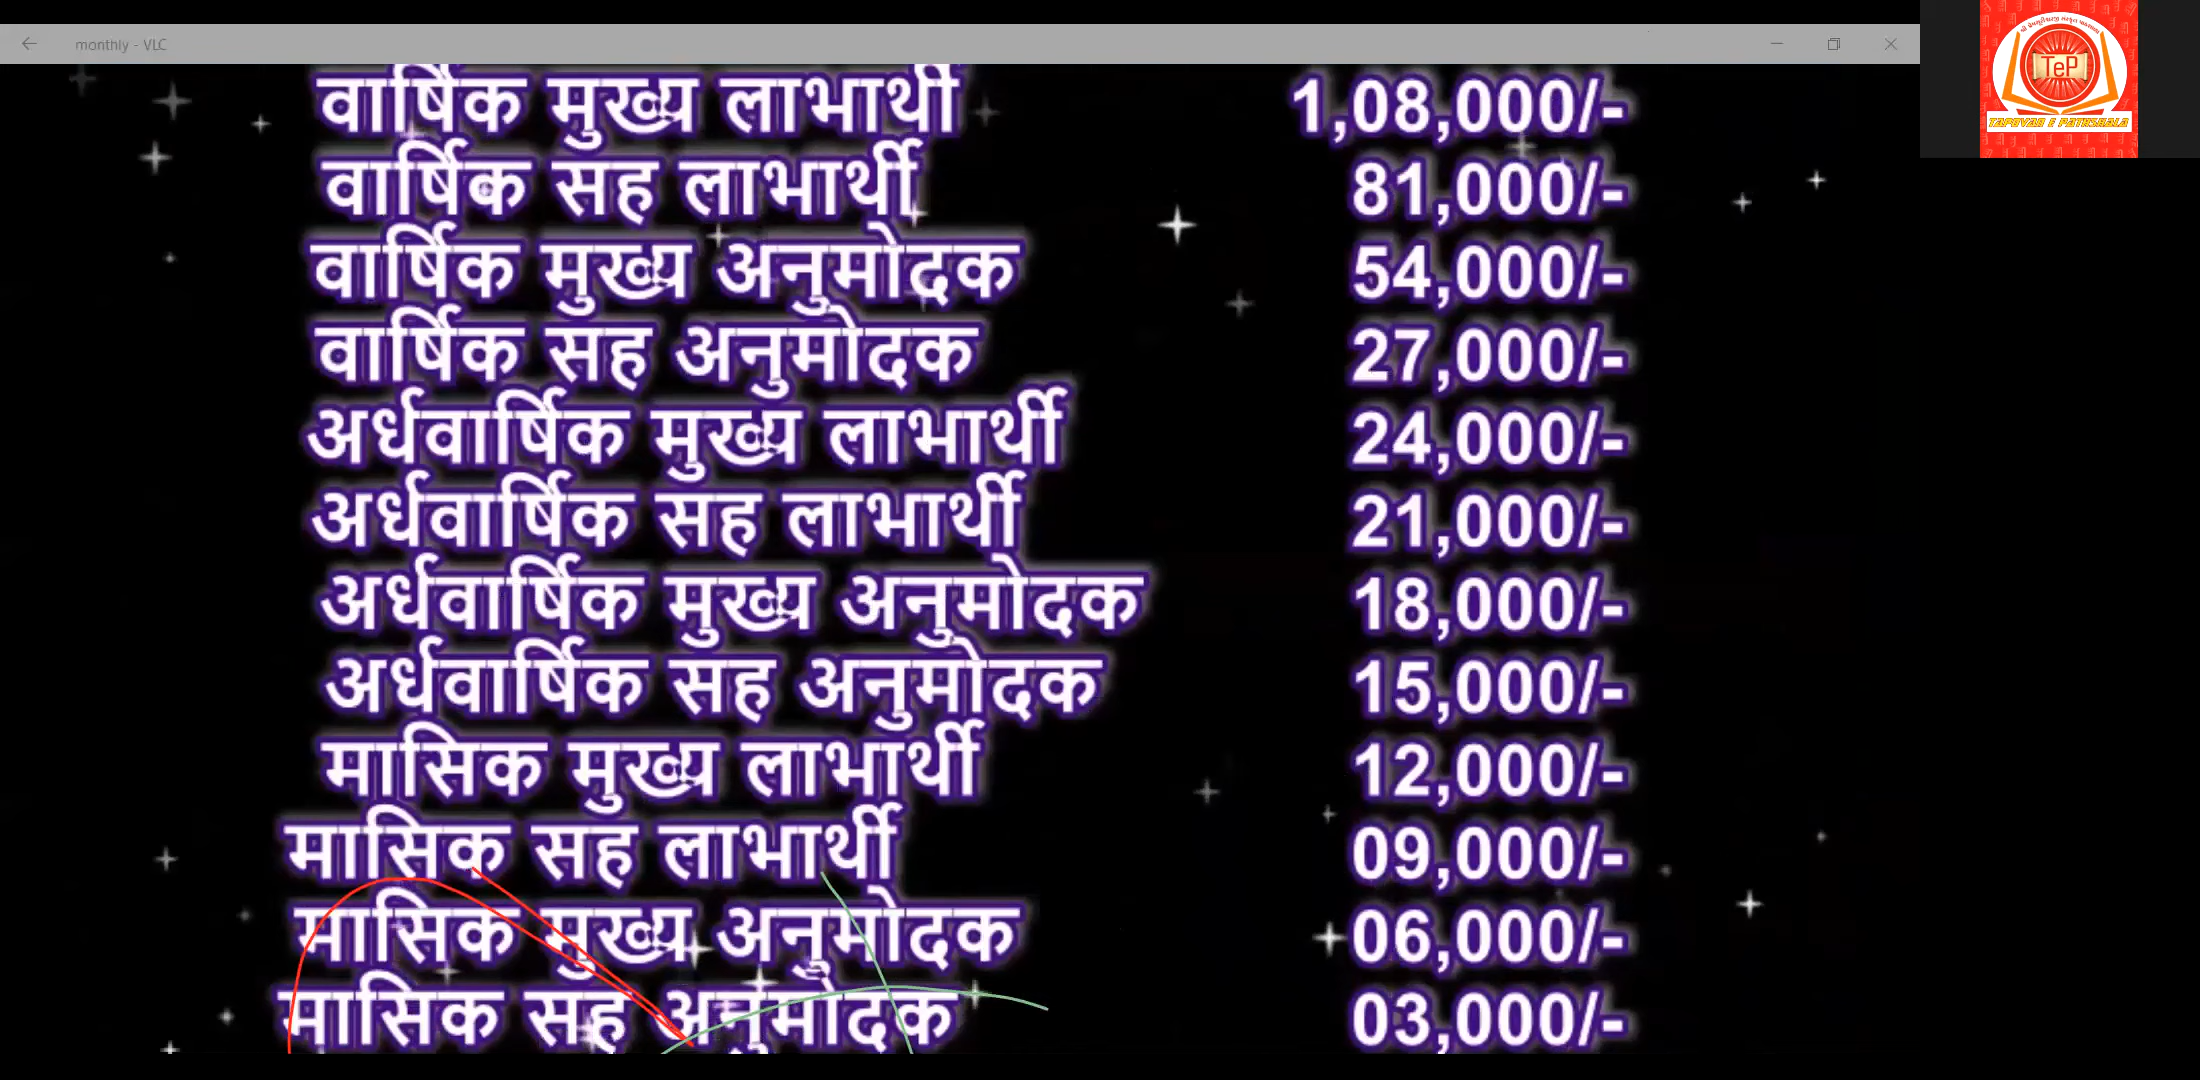 monthly - VLC
TeP
TAPOVAN E PATHSHALA
वार्षिक मुख्य लाभार्थी 1,08,000/-
वार्षिक सह लाभार्थी 81,000/-
वार्षिक मुख्य अनुमोदक 54,000/-
वार्षिक सह अनुमोदक 27,000/-
अर्धवार्षिक मुख्य लाभार्थी 24,000/-
अर्धवार्षिक सह लाभार्थी 21,000/-
अर्धवार्षिक मुख्य अनुमोदक 18,000/-
अर्धवार्षिक सह अनुमोदक 15,000/-
मासिक मुख्य लाभार्थी 12,000/-
मासिक सह लाभार्थी 09,000/-
मासिक मुख्य अनुमोदक 06,000/-
मासिक सह अनुमोदक 03,000/-